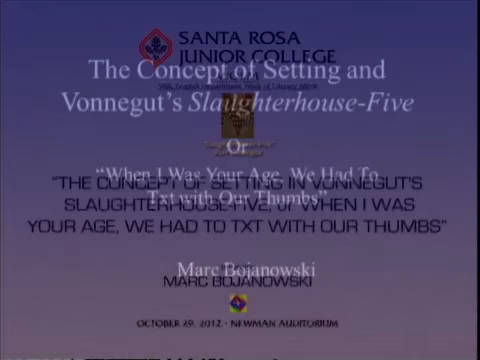 SANTA ROSA
JUNIOR COLLEGE
The Concept of Setting and
Vonnegut's Slaughterhouse-Five
Or
"When I Was Your Age, We Had To
Txt with Our Thumbs"
"THE CONCEPT OF SETTING IN VONNEGUT'S
SLAUGHTERHOUSE-FIVE, or WHEN I WAS
YOUR AGE, WE HAD TO TXT WITH OUR THUMBS"
Marc Bojanowski
MARC BOJANOWSKI
OCTOBER 29, 2012 - NEWMAN AUDITORIUM